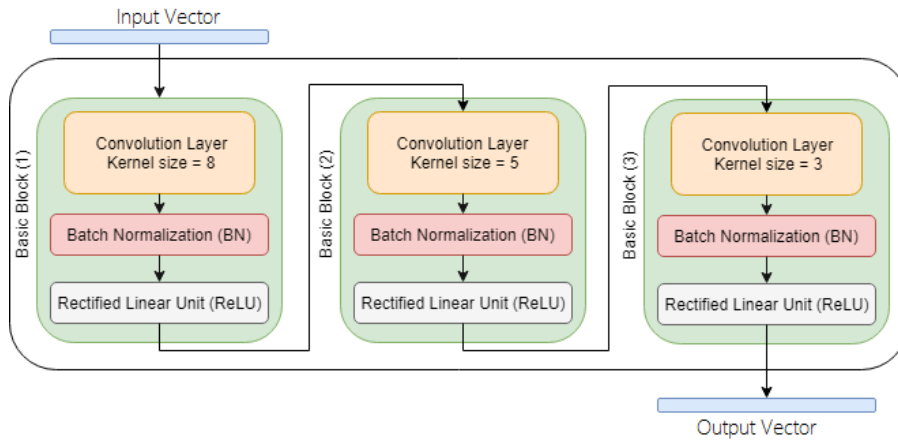 Input Vector
Basic Block (1)
Convolution Layer
Kernel size = 8
Batch Normalization (BN)
Rectified Linear Unit (ReLU)
Basic Block (2)
Convolution Layer
Kernel size = 5
Batch Normalization (BN)
Rectified Linear Unit (ReLU)
Basic Block (3)
Convolution Layer
Kernel size = 3
Batch Normalization (BN)
Rectified Linear Unit (ReLU)
Output Vector